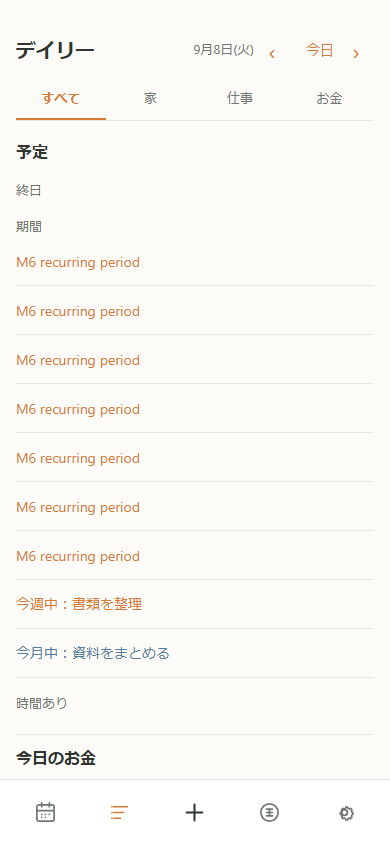 デイリー
9月8日(火) ‹ 今日 ›
すべて 家 仕事 お金
予定
終日
期間
M6 recurring period
M6 recurring period
M6 recurring period
M6 recurring period
M6 recurring period
M6 recurring period
M6 recurring period
今週中：書類を整理
今月中：資料をまとめる
時間あり
今日のお金